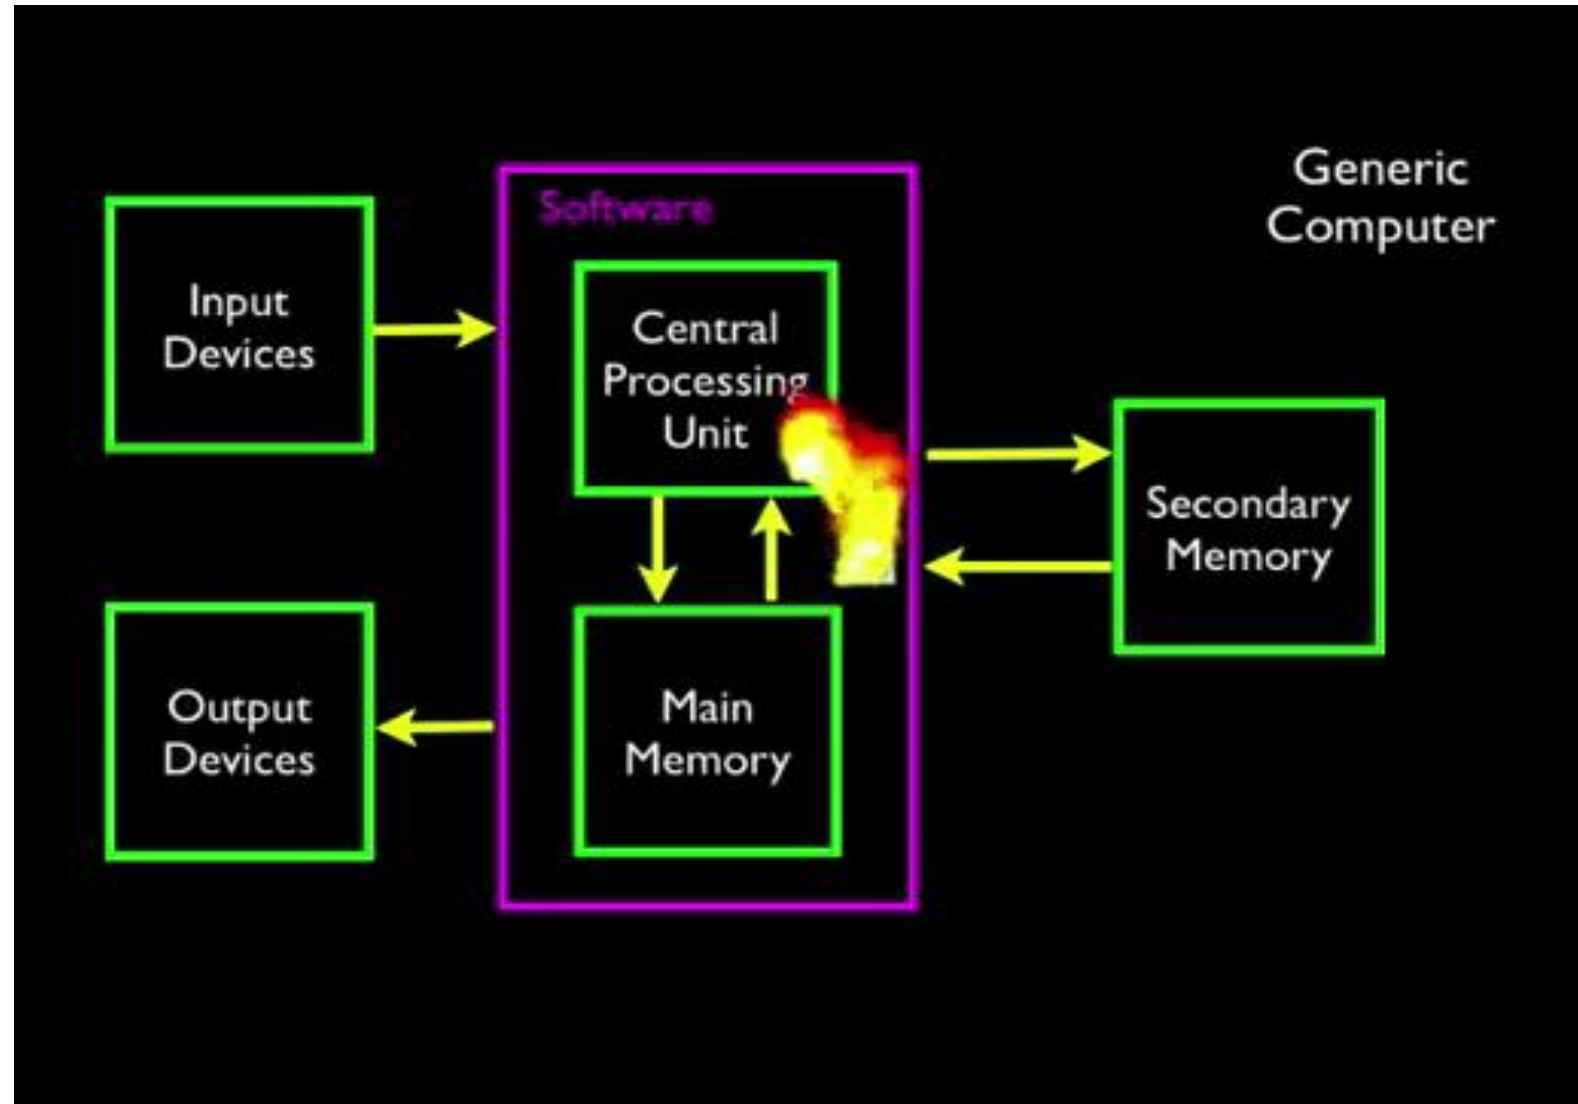 Generic
Computer
Software
Input
Devices
Central
Processing
Unit
Secondary
Memory
Output
Devices
Main
Memory